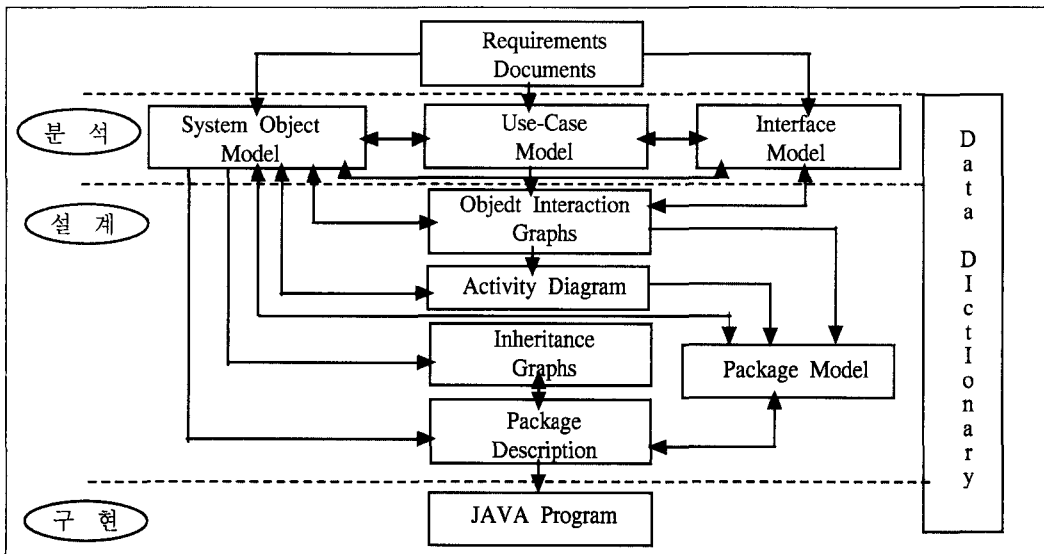 Requirements
Documents
분 석
System Object
Model
Use-Case
Model
Interface
Model
설 계
Objedt Interaction
Graphs
Activity Diagram
Inheritance
Graphs
Package Model
Package
Description
구 현
JAVA Program
D
a
t
a
D
I
c
t
I
o
n
a
r
y